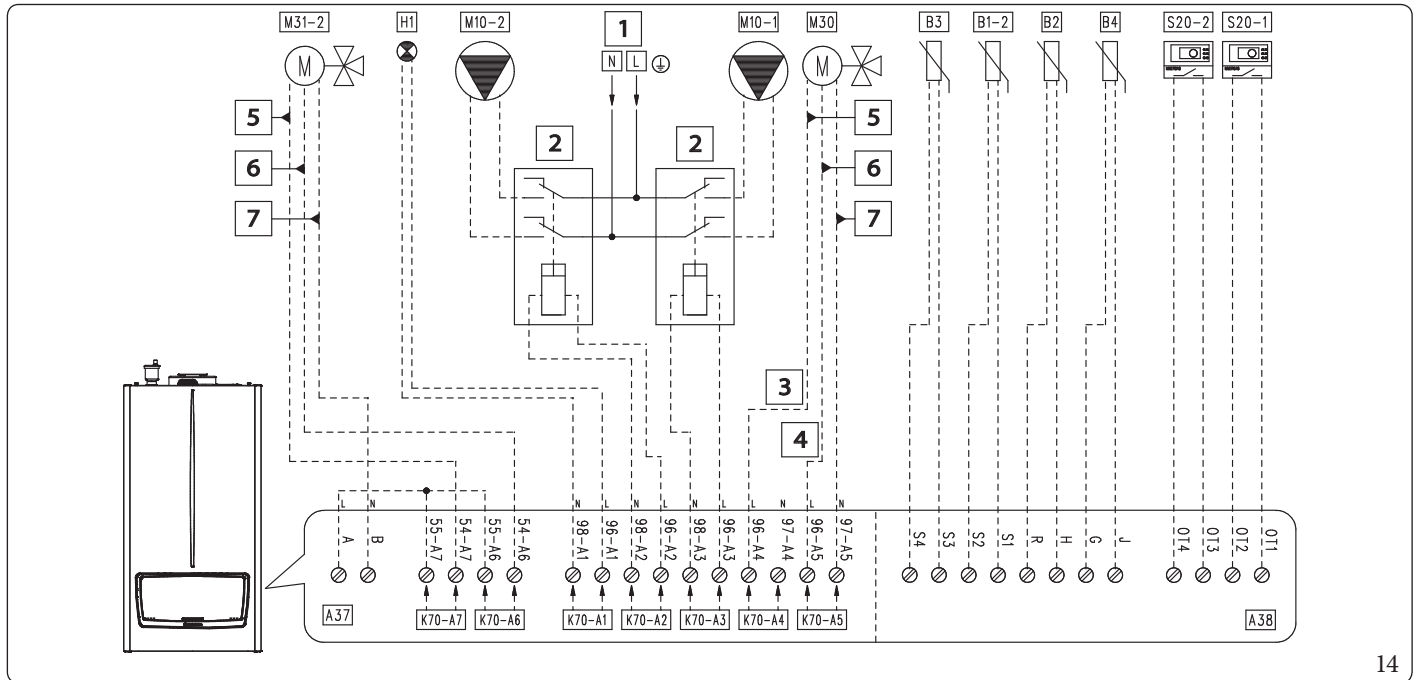 M31-2 H1 M10-2 1 M10-1 M30 B3 B1-2 B2 B4 S20-2 S20-1
N L
M M
5 5
2 2
6 6
7 7
3
4
L N N L N L N L L N L N
A B 55-A7 54-A7 55-A6 54-A6 98-A1 96-A1 98-A2 96-A2 98-A3 96-A3 96-A4 97-A4 96-A5 97-A5 S4 S3 S2 S1 R H G J OT4 OT3 OT2 OT1
A37 K70-A7 K70-A6 K70-A1 K70-A2 K70-A3 K70-A4 K70-A5 A38
14